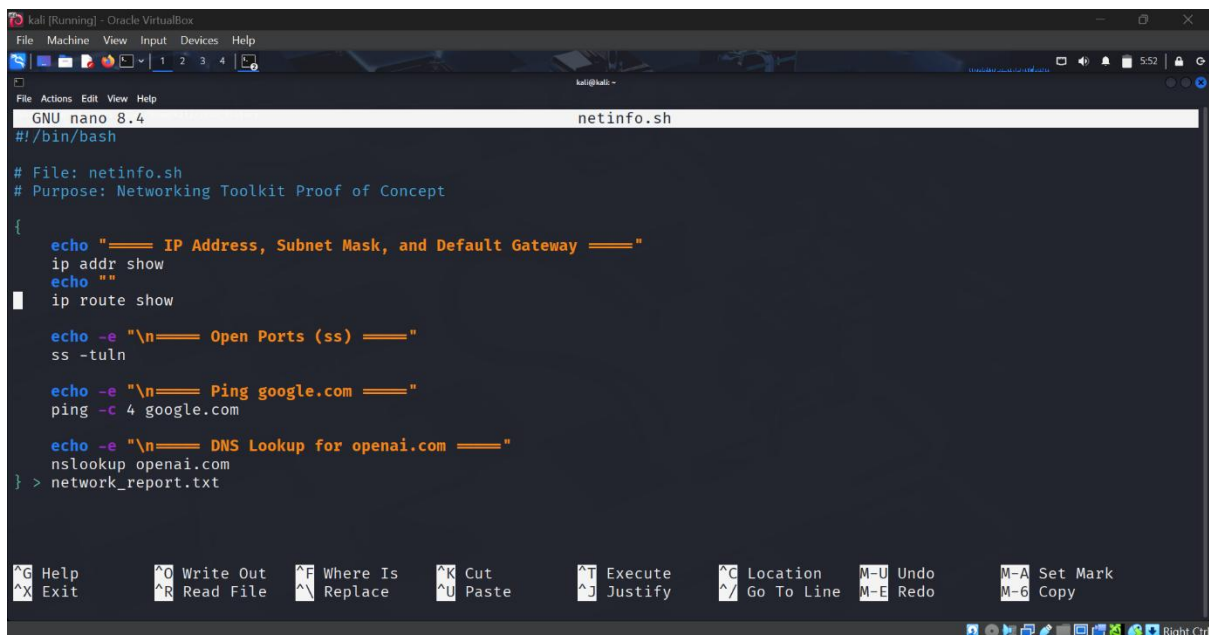 kali [Running] - Oracle VirtualBox
File Machine View Input Devices Help
1 2 3 4 5:52
kali@kali: ~
File Actions Edit View Help
GNU nano 8.4 netinfo.sh
#!/bin/bash
# File: netinfo.sh
# Purpose: Networking Toolkit Proof of Concept
{
    echo "===== IP Address, Subnet Mask, and Default Gateway ====="
    ip addr show
    echo ""
    ip route show
    echo -e "\n===== Open Ports (ss) ====="
    ss -tuln
    echo -e "\n===== Ping google.com ====="
    ping -c 4 google.com
    echo -e "\n===== DNS Lookup for openai.com ====="
    nslookup openai.com
} > network_report.txt
^G Help ^O Write Out ^F Where Is ^K Cut ^T Execute ^C Location M-U Undo M-A Set Mark
^X Exit ^R Read File ^\ Replace ^U Paste ^J Justify ^/ Go To Line M-E Redo M-6 Copy
Right Ctrl